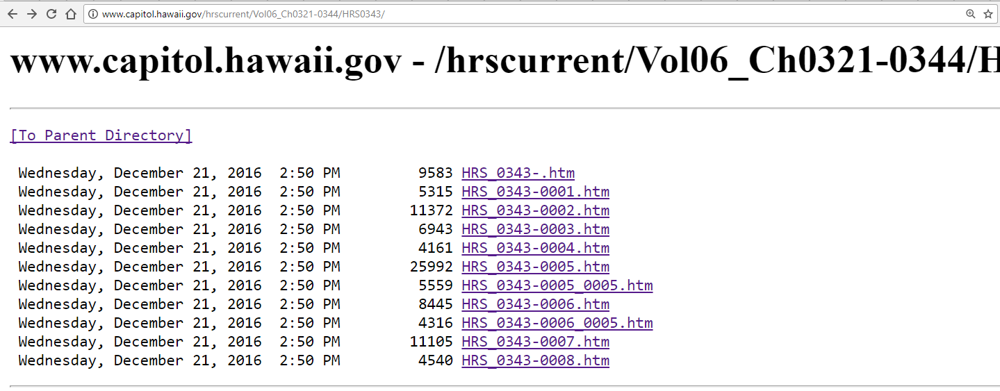 www.capitol.hawaii.gov/hrscurrent/Vol06_Ch0321-0344/HRS0343/
www.capitol.hawaii.gov - /hrscurrent/Vol06_Ch0321-0344/H
[To Parent Directory]
Wednesday, December 21, 2016 2:50 PM 9583 HRS_0343-.htm
Wednesday, December 21, 2016 2:50 PM 5315 HRS_0343-0001.htm
Wednesday, December 21, 2016 2:50 PM 11372 HRS_0343-0002.htm
Wednesday, December 21, 2016 2:50 PM 6943 HRS_0343-0003.htm
Wednesday, December 21, 2016 2:50 PM 4161 HRS_0343-0004.htm
Wednesday, December 21, 2016 2:50 PM 25992 HRS_0343-0005.htm
Wednesday, December 21, 2016 2:50 PM 5559 HRS_0343-0005_0005.htm
Wednesday, December 21, 2016 2:50 PM 8445 HRS_0343-0006.htm
Wednesday, December 21, 2016 2:50 PM 4316 HRS_0343-0006_0005.htm
Wednesday, December 21, 2016 2:50 PM 11105 HRS_0343-0007.htm
Wednesday, December 21, 2016 2:50 PM 4540 HRS_0343-0008.htm